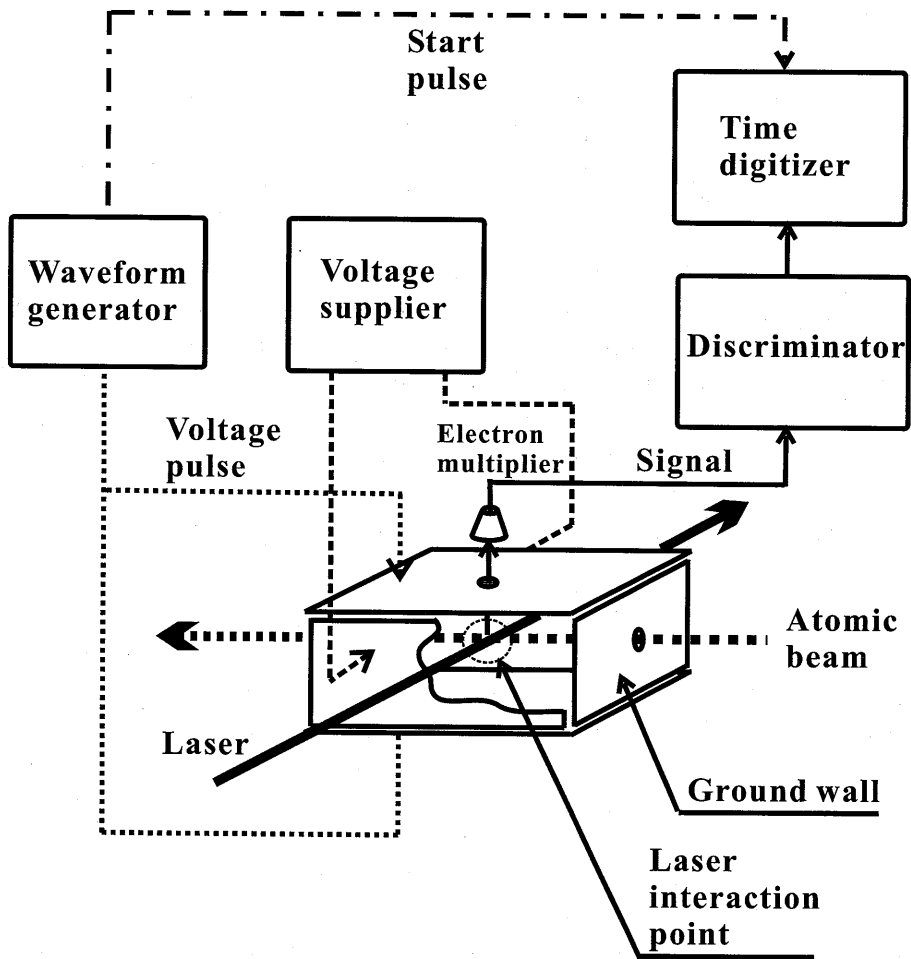 Start
pulse
Time
digitizer
Waveform
generator
Voltage
supplier
Discriminator
Voltage
pulse
Electron
multiplier
Signal
Atomic
beam
Laser
Ground wall
Laser
interaction
point